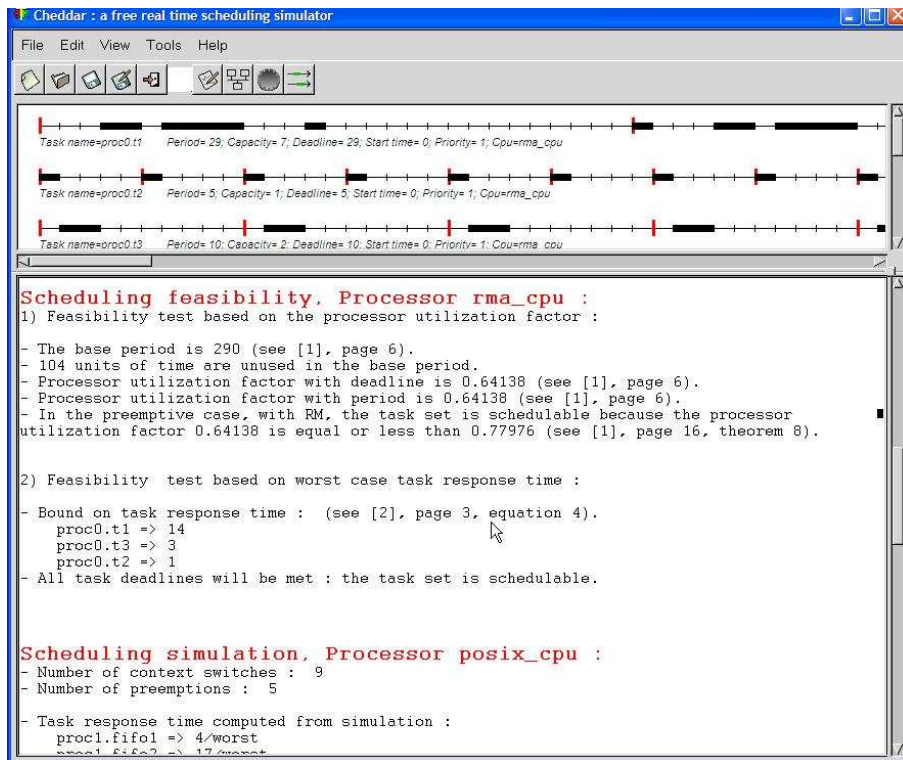 Cheddar : a free real time scheduling simulator
File Edit View Tools Help
Task name=proc0.t1 Period= 29; Capacity= 7; Deadline= 29; Start time= 0; Priority= 1; Cpu=rma_cpu
Task name=proc0.t2 Period= 5; Capacity= 1; Deadline= 5; Start time= 0; Priority= 1; Cpu=rma_cpu
Task name=proc0.t3 Period= 10; Capacity= 2; Deadline= 10; Start time= 0; Priority= 1; Cpu=rma_cpu
Scheduling feasibility, Processor rma_cpu :
1) Feasibility test based on the processor utilization factor :
- The base period is 290 (see [1], page 6).
- 104 units of time are unused in the base period.
- Processor utilization factor with deadline is 0.64138 (see [1], page 6).
- Processor utilization factor with period is 0.64138 (see [1], page 6).
- In the preemptive case, with RM, the task set is schedulable because the processor
utilization factor 0.64138 is equal or less than 0.77976 (see [1], page 16, theorem 8).
2) Feasibility test based on worst case task response time :
- Bound on task response time : (see [2], page 3, equation 4).
proc0.t1 => 14
proc0.t3 => 3
proc0.t2 => 1
- All task deadlines will be met : the task set is schedulable.
Scheduling simulation, Processor posix_cpu :
- Number of context switches : 9
- Number of preemptions : 5
- Task response time computed from simulation :
proc1.fifo1 => 4/worst
proc1.fifo2 => 17/worst